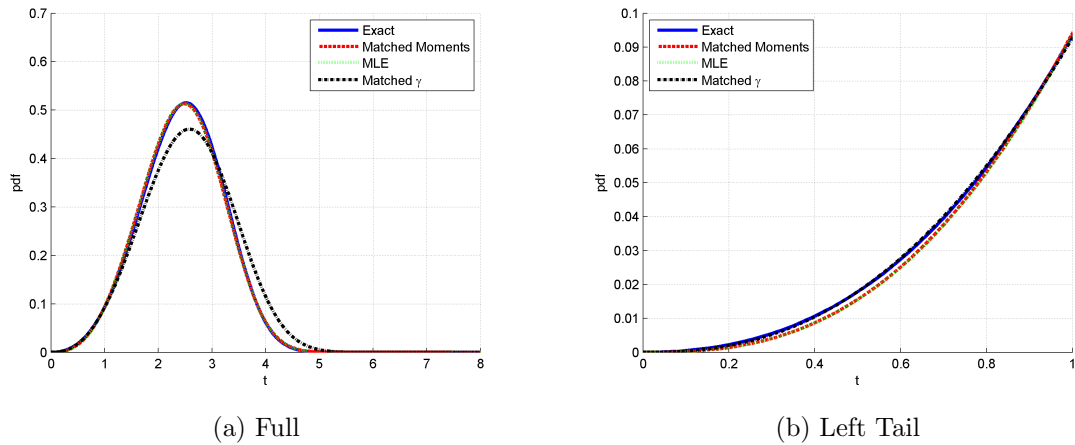 0.7
0.6
0.5
0.4
0.3
0.2
0.1
0
pdf
0 1 2 3 4 5 6 7 8
t
Exact
Matched Moments
MLE
Matched γ
(a) Full
0.1
0.09
0.08
0.07
0.06
0.05
0.04
0.03
0.02
0.01
0
pdf
0 0.2 0.4 0.6 0.8 1
t
Exact
Matched Moments
MLE
Matched γ
(b) Left Tail